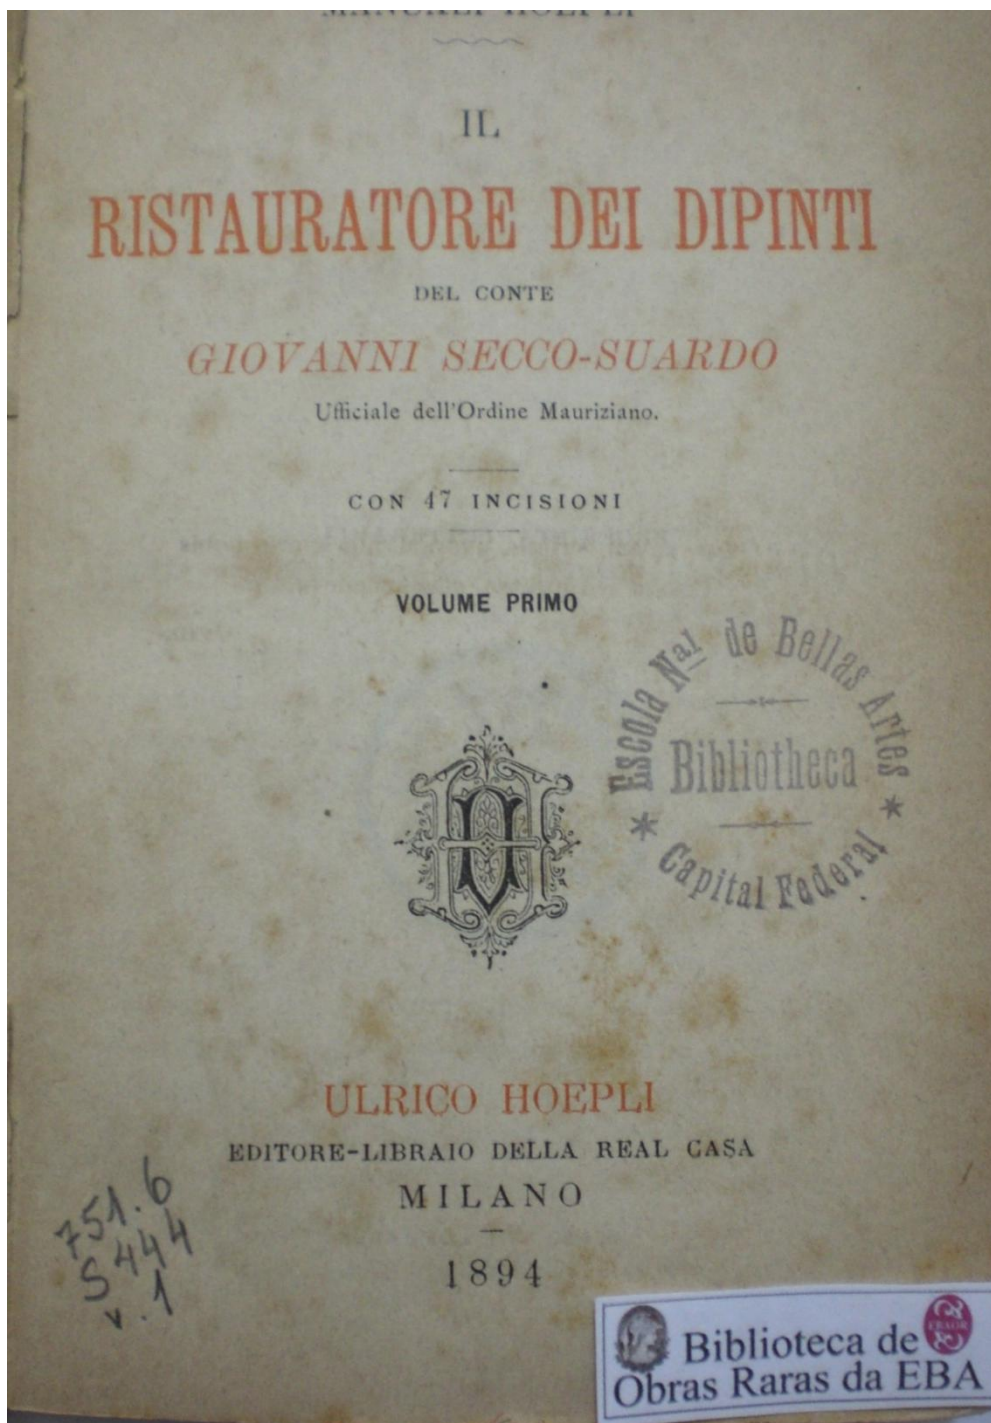 MANUALI HOEPLI
IL
RISTAURATORE DEI DIPINTI
DEL CONTE
GIOVANNI SECCO-SUARDO
Ufficiale dell'Ordine Mauriziano.
CON 47 INCISIONI
VOLUME PRIMO
Escola Nal de Bellas Artes
Bibliotheca
* Capital Federal *
ULRICO HOEPLI
EDITORE-LIBRAIO DELLA REAL CASA
MILANO
1894
751.6
S444
v.1
Biblioteca de
Obras Raras da EBA